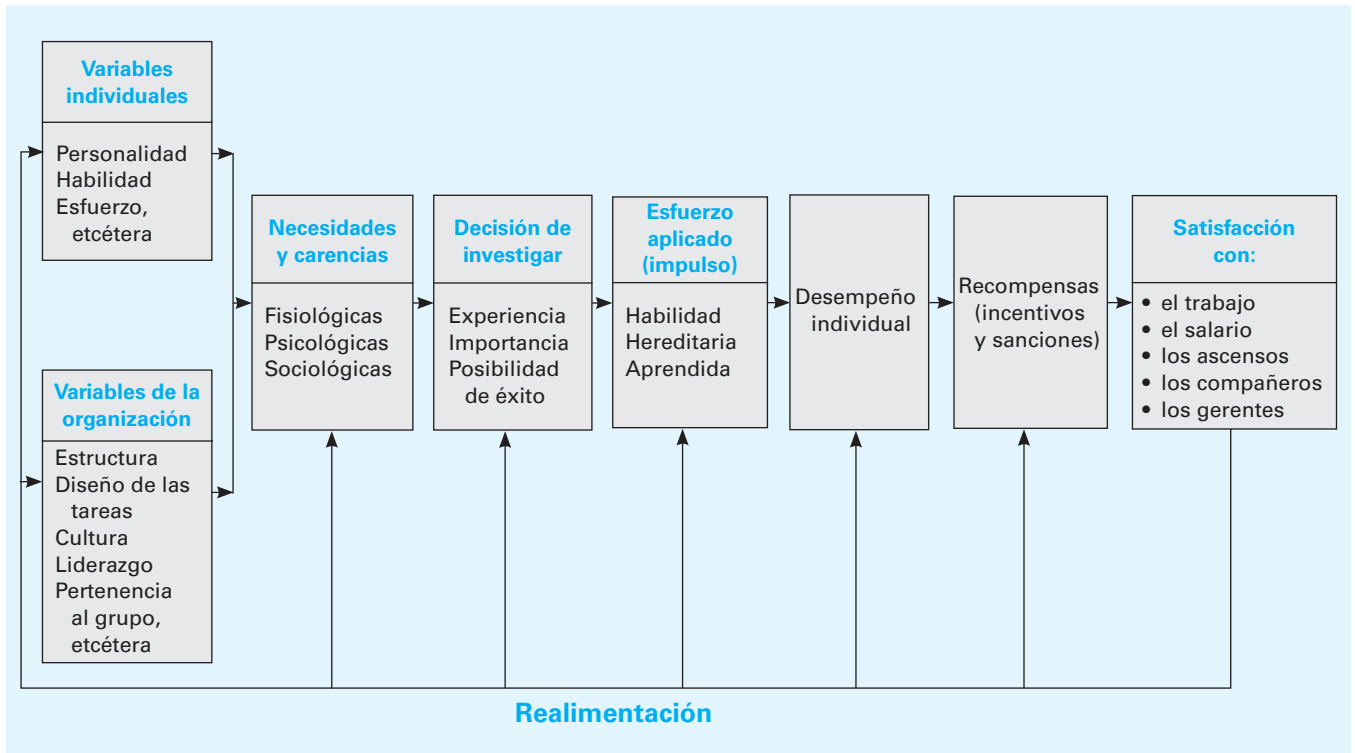 Variables
individuales
Personalidad
Habilidad
Esfuerzo,
etcétera
Variables de la
organización
Estructura
Diseño de las
tareas
Cultura
Liderazgo
Pertenencia
al grupo,
etcétera
Necesidades
y carencias
Fisiológicas
Psicológicas
Sociológicas
Decisión de
investigar
Experiencia
Importancia
Posibilidad
de éxito
Esfuerzo
aplicado
(impulso)
Habilidad
Hereditaria
Aprendida
Desempeño
individual
Recompensas
(incentivos
y sanciones)
Satisfacción
con:
• el trabajo
• el salario
• los ascensos
• los compañeros
• los gerentes
Realimentación